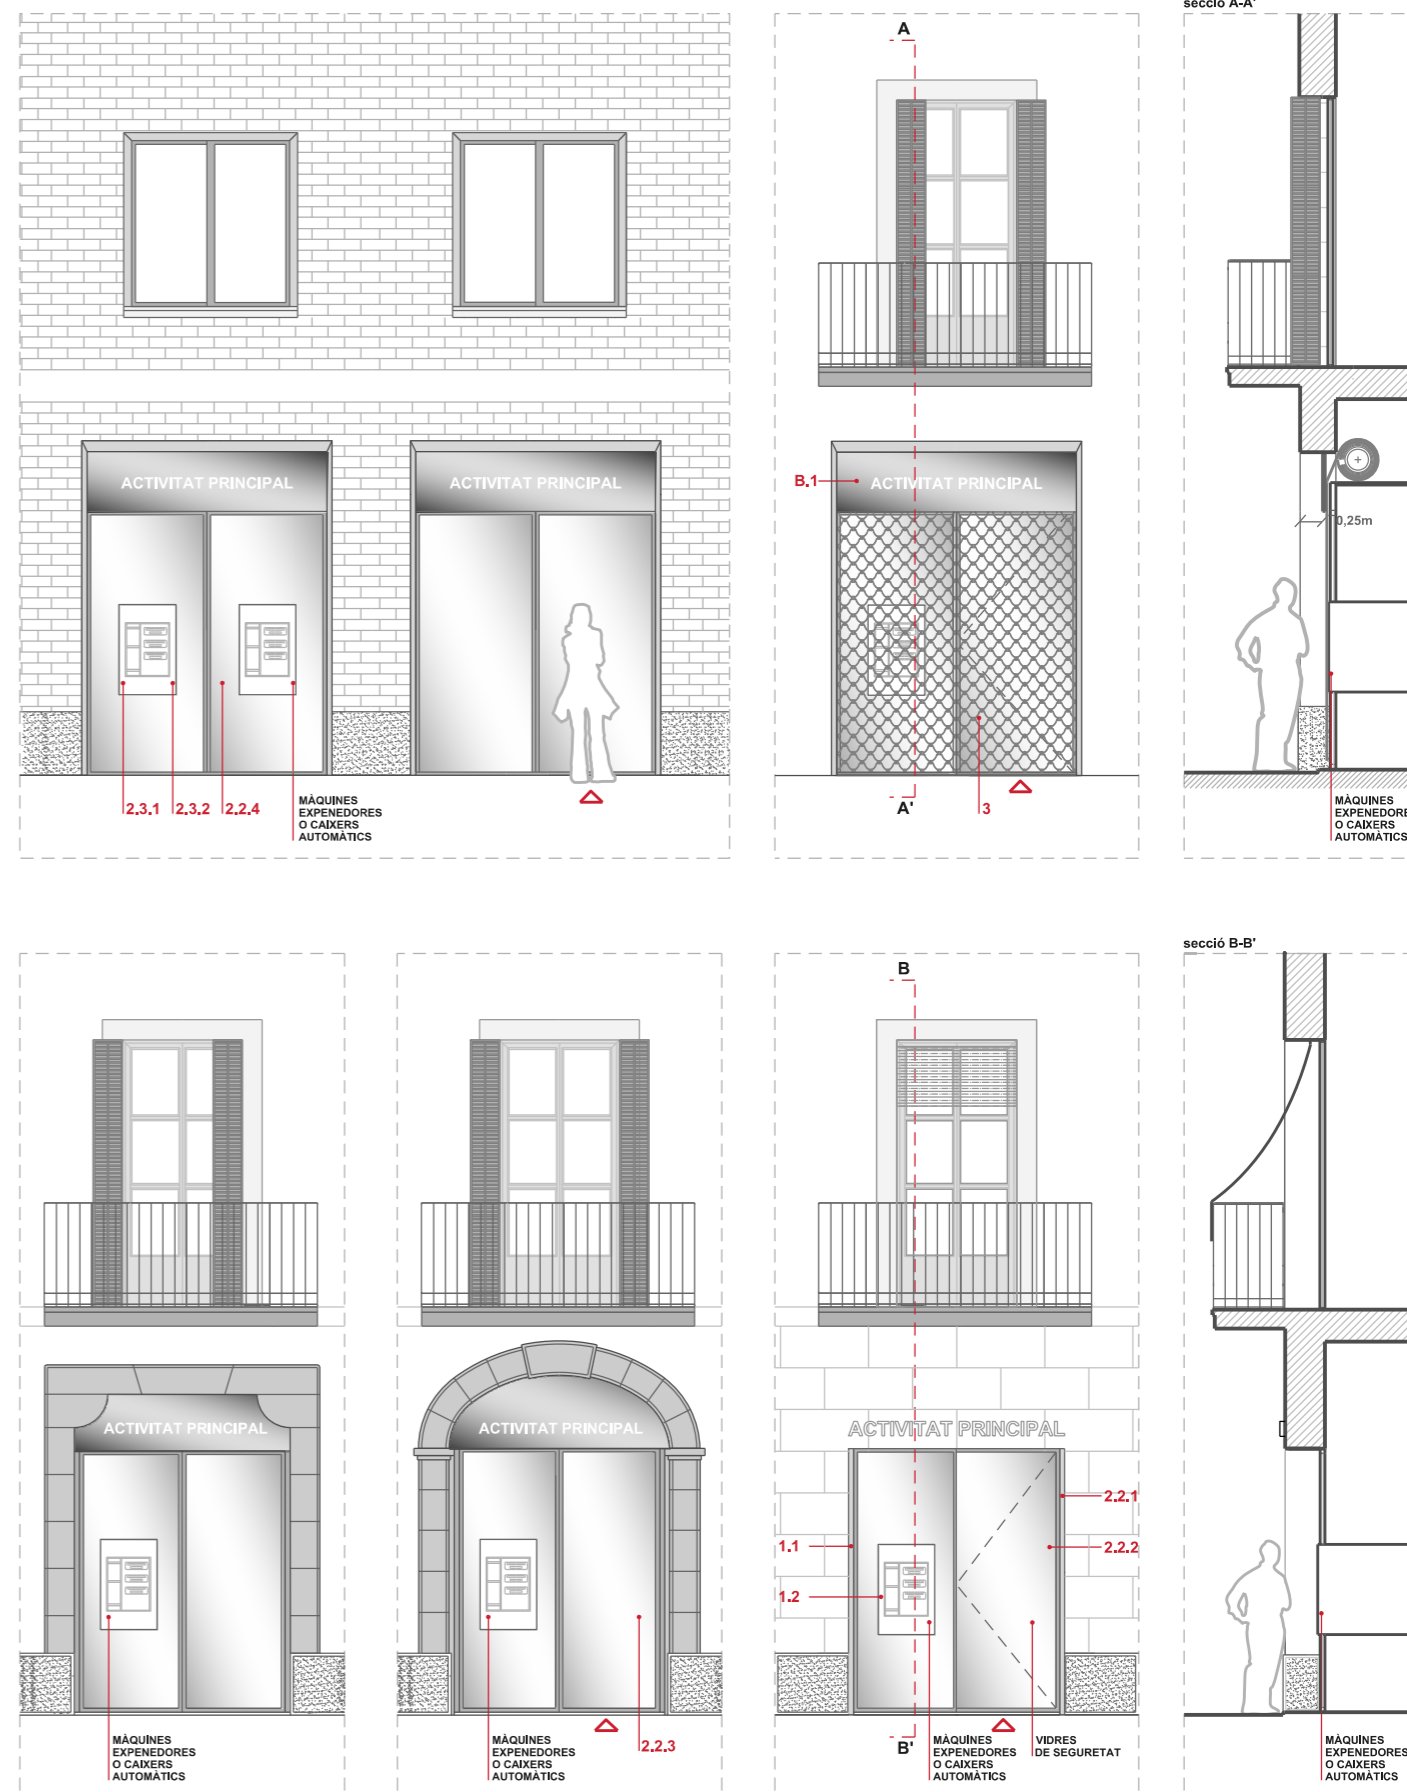 secció A-A'
A
ACTIVITAT PRINCIPAL
ACTIVITAT PRINCIPAL
B.1
ACTIVITAT PRINCIPAL
0,25m
2.3.1
2.3.2
2.2.4
MÀQUINES
EXPENEDORES
O CAIXERS
AUTOMÀTICS
A'
3
MÀQUINES
EXPENEDORE
O CAIXERS
AUTOMÀTICS
secció B-B'
B
ACTIVITAT PRINCIPAL
ACTIVITAT PRINCIPAL
ACTIVITAT PRINCIPAL
1.1
1.2
2.2.1
2.2.2
MÀQUINES
EXPENEDORES
O CAIXERS
AUTOMÀTICS
MÀQUINES
EXPENEDORES
O CAIXERS
AUTOMÀTICS
2.2.3
B'
MÀQUINES
EXPENEDORES
O CAIXERS
AUTOMÀTICS
VIDRES
DE SEGURETAT
MÀQUINES
EXPENEDORES
O CAIXERS
AUTOMÀTICS